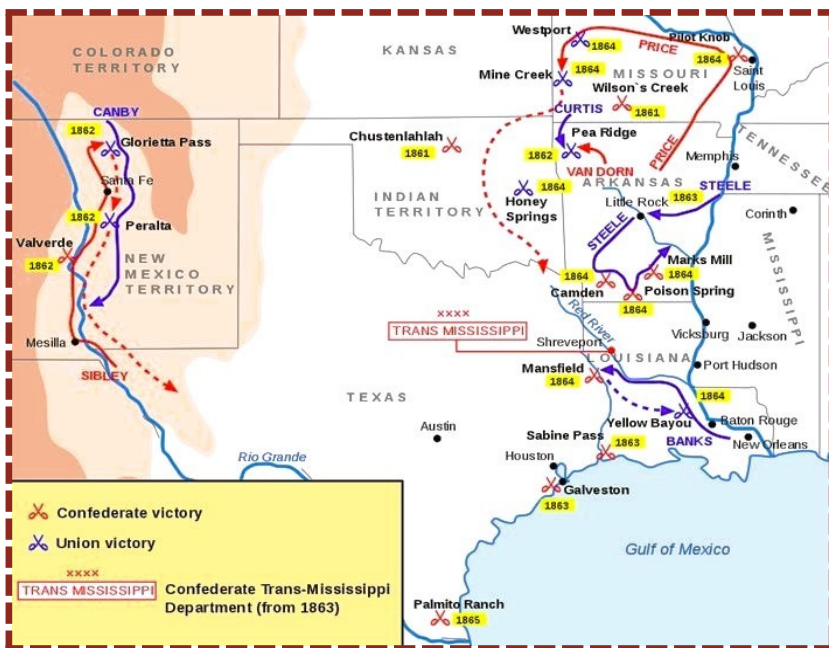 COLORADO
TERRITORY
KANSAS
Westport
1864
PRICE
Pilot Knob
1864
Saint
Louis
Mine Creek
1864
MISSOURI
Wilson`s Creek
1861
CANBY
1862
Glorietta Pass
CURTIS
Pea Ridge
1862
VAN DORN
PRICE
Chustenlahlah
1861
TENNESSEE
Memphis
Santa Fe
INDIAN
TERRITORY
1864
Honey
Springs
ARKANSAS
1863
STEELE
Little Rock
Corinth
1862
Peralta
STEELE
Valverde
1862
NEW
MEXICO
TERRITORY
Marks Mill
1864
1864
Camden
Poison Spring
1864
MISSISSIPPI
xxxx
TRANS MISSISSIPPI
Red River
Shreveport
Vicksburg
Jackson
Mesilla
LOUISIANA
Port Hudson
SIBLEY
Mansfield
1864
TEXAS
1864
Yellow Bayou
Baton Rouge
Austin
BANKS
New Orleans
Sabine Pass
1863
Rio Grande
Houston
Galveston
1863
Gulf of Mexico
Confederate victory
Union victory
xxxx
TRANS MISSISSIPPI
Confederate Trans-Mississippi
Department (from 1863)
Palmito Ranch
1865